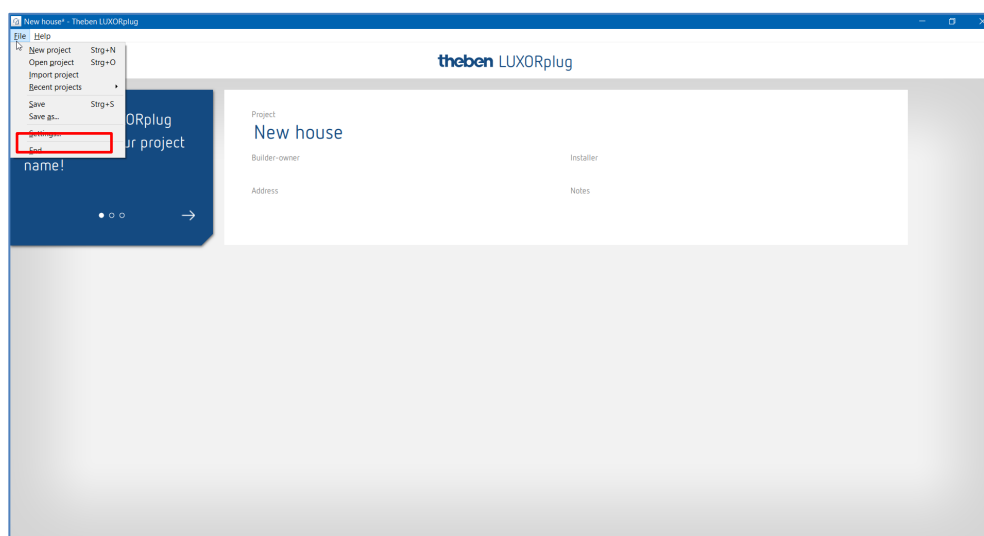 New house* - Theben LUXORplug
File Help
New project Strg+N
Open project Strg+O
Import project
Recent projects
Save Strg+S
Save as...
Settings...
End
ORplug
ur project
name!
theben LUXORplug
Project
New house
Builder-owner
Installer
Address
Notes